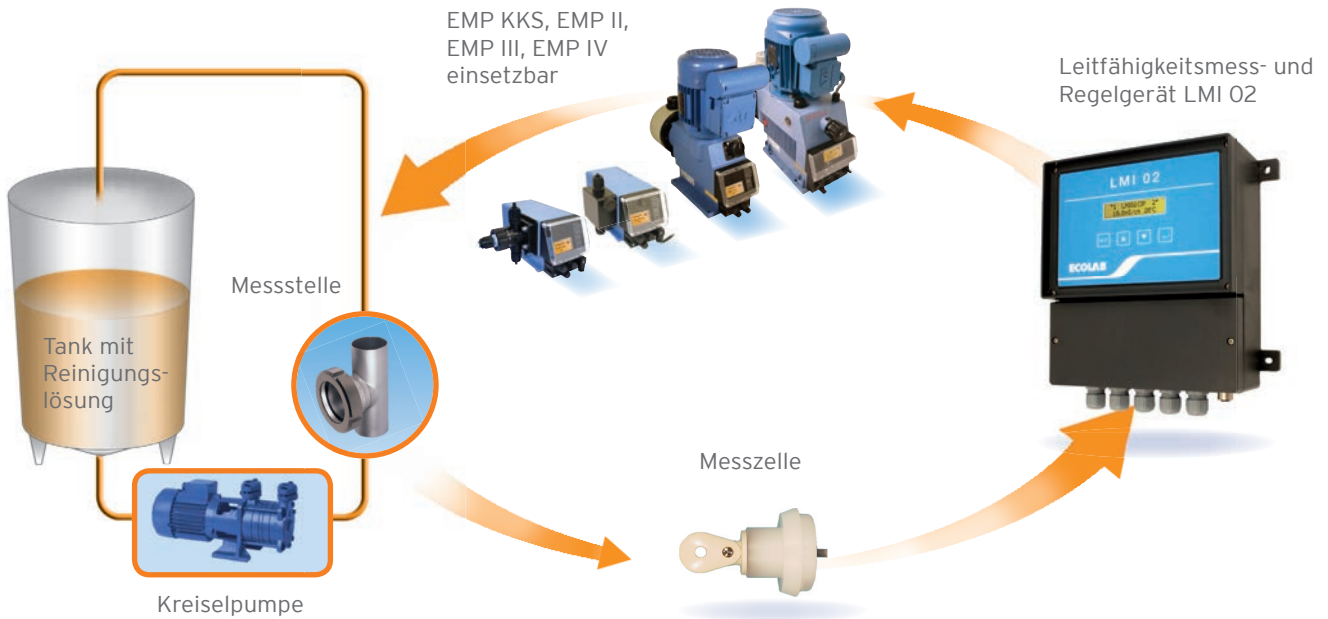 EMP KKS, EMP II,
EMP III, EMP IV
einsetzbar
Leitfähigkeitsmess- und
Regelgerät LMI 02
LMI 02
ECOLAB
Messstelle
Tank mit
Reinigungs-
lösung
Messzelle
Kreiselpumpe